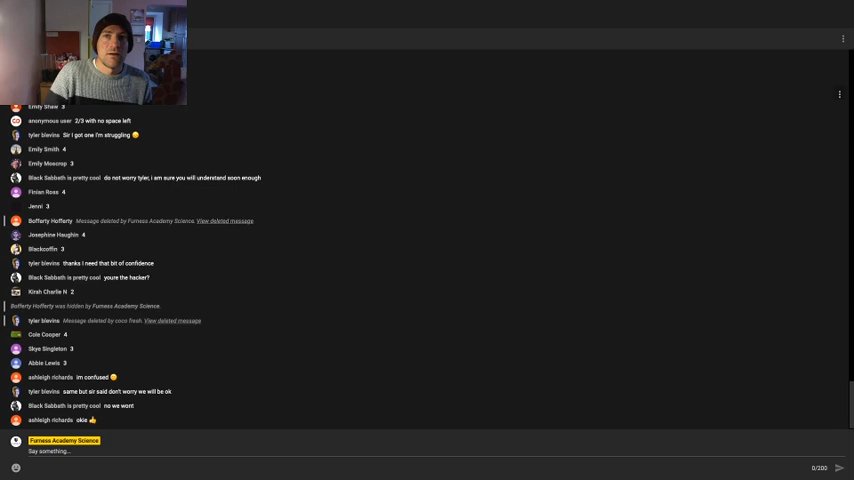 Emily Shaw 3
anonymous user 2/3 with no space left
tyler blevins Sir I got one I'm struggling 😔
Emily Smith 4
Emily Moscrop 3
Black Sabbath is pretty cool do not worry tyler, i am sure you will understand soon enough
Finian Ross 4
Jenni 3
Bofferty Hofferty Message deleted by Furness Academy Science. View deleted message
Josephine Haughin 4
Blackcoffin 3
tyler blevins thanks I need that bit of confidence
Black Sabbath is pretty cool youre the hacker?
Kirah Charlie N 2
Bofferty Hofferty was hidden by Furness Academy Science.
tyler blevins Message deleted by coco fresh. View deleted message
Cole Cooper 4
Skye Singleton 3
Abbie Lewis 3
ashleigh richards im confused 😔
tyler blevins same but sir said don't worry we will be ok
Black Sabbath is pretty cool no we wont
ashleigh richards okie 👍
Furness Academy Science
Say something...
0/200